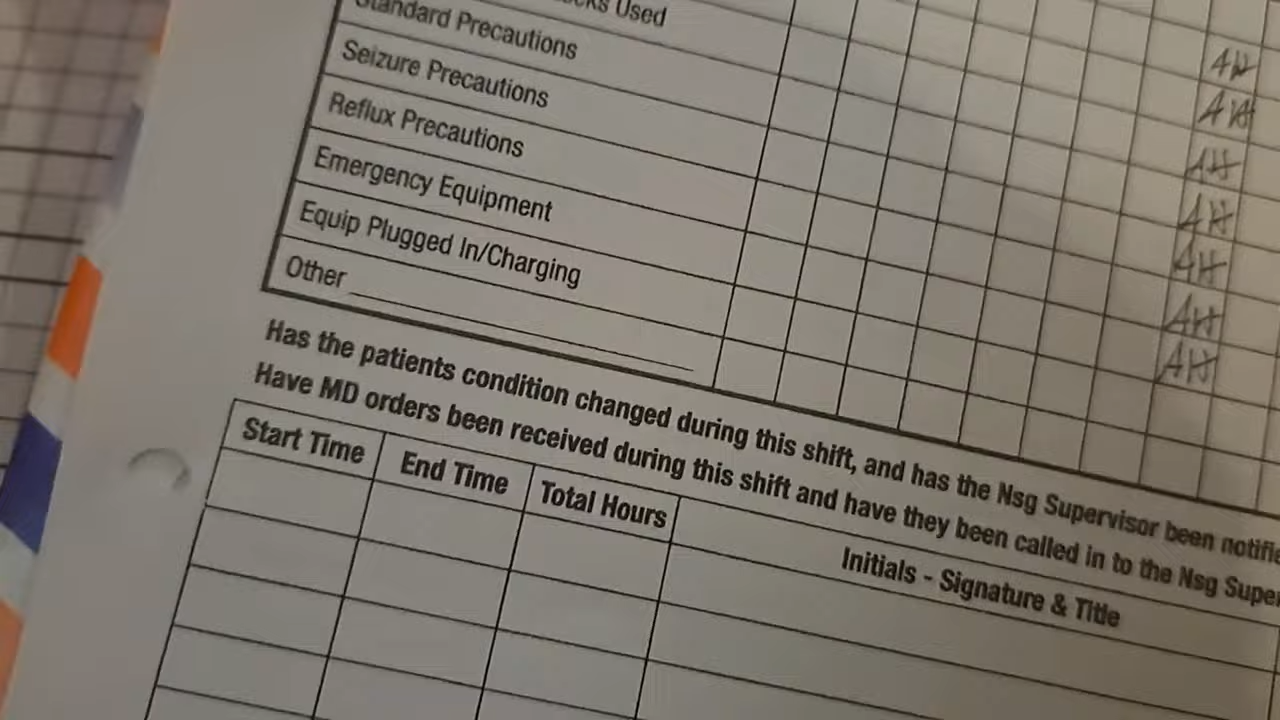 Used
Standard Precautions
AH
Seizure Precautions
AH
Reflux Precautions
AH
Emergency Equipment
AH
Equip Plugged In/Charging
AH
Other
AH
AH
Has the patients condition changed during this shift, and has the Nsg Supervisor been
Have MD orders been received during this shift and have they been called in to the Nsg
Start Time
End Time
Total Hours
Initials - Signature & Title